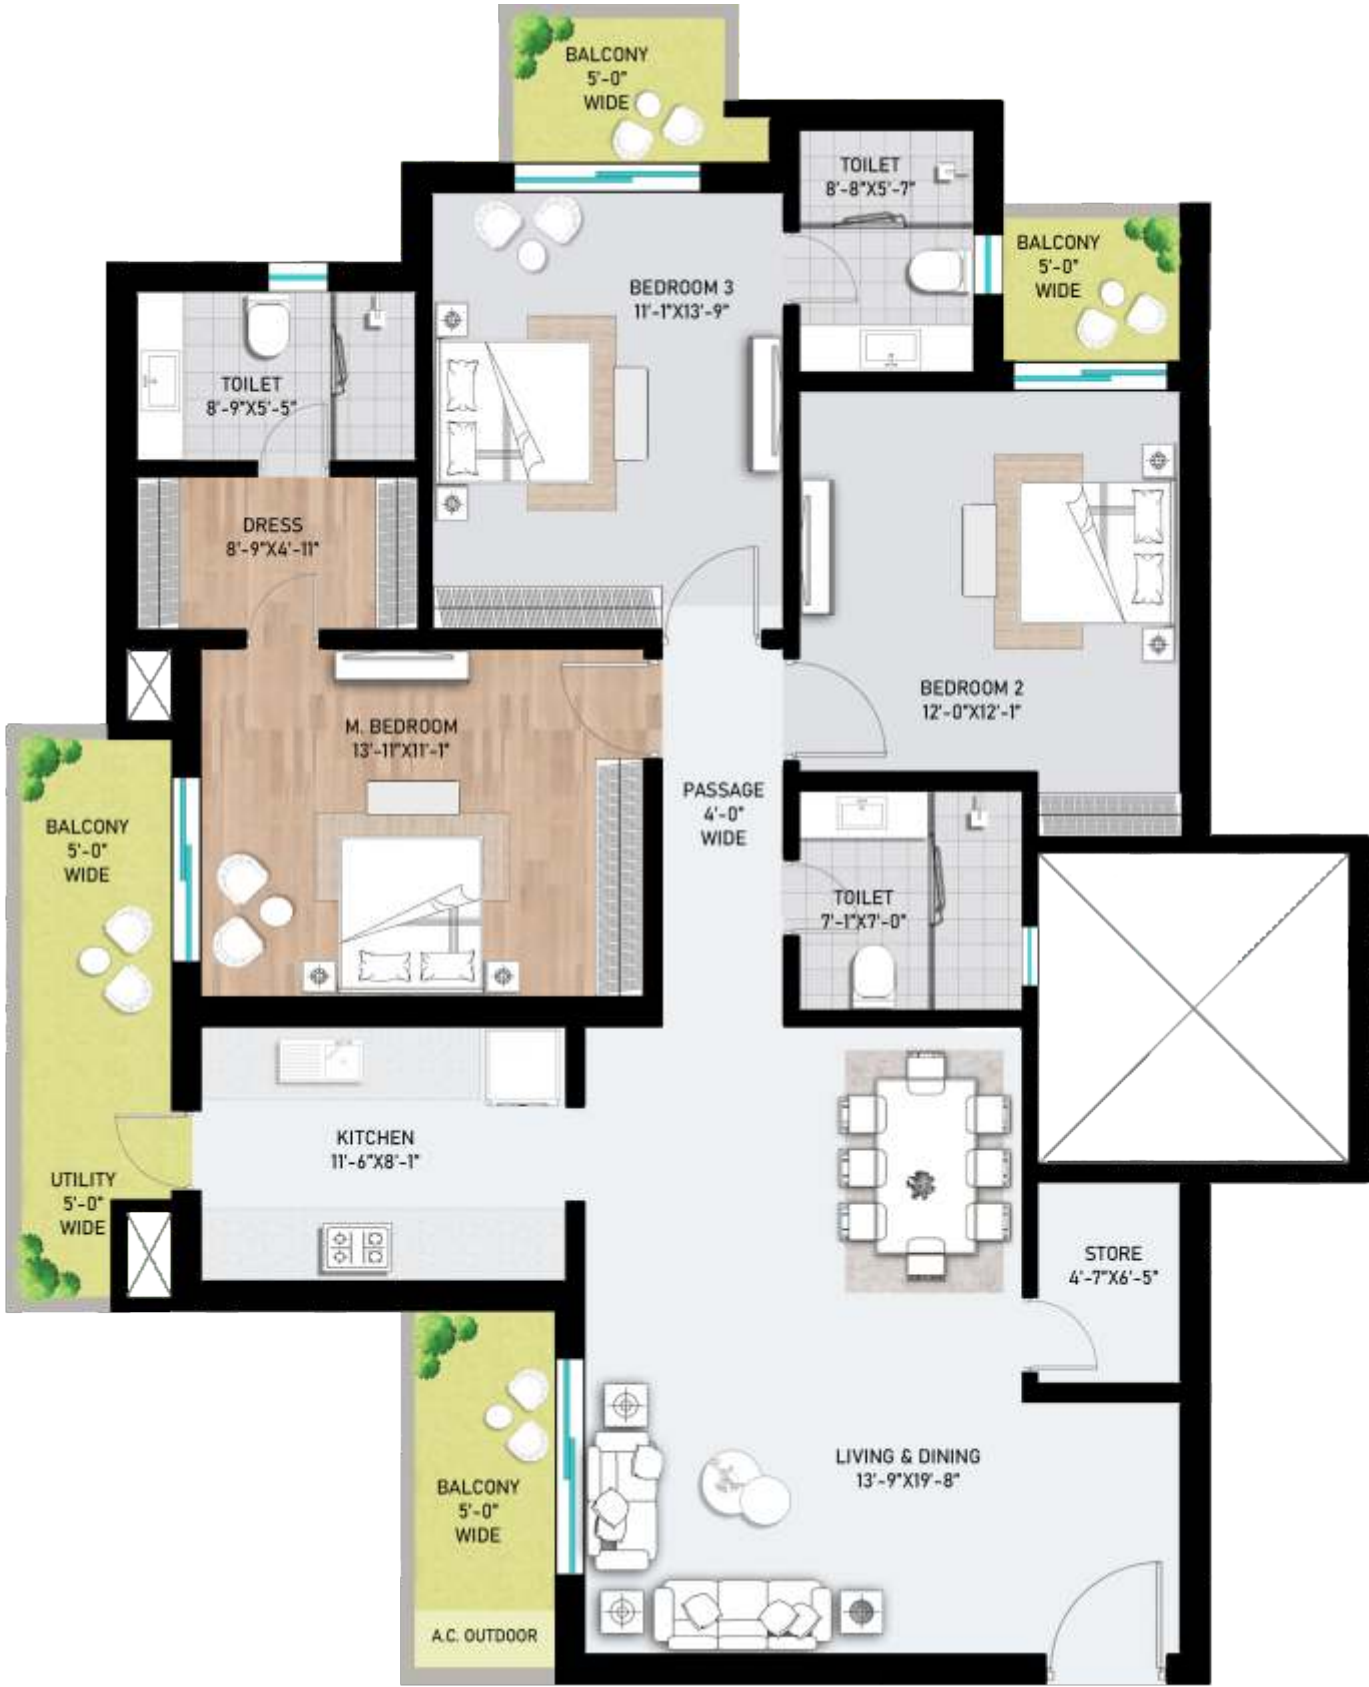 BALCONY
5'-0"
WIDE
TOILET
8'-8"X5'-7"
BALCONY
5'-0"
WIDE
BEDROOM 3
11'-1"X13'-9"
TOILET
8'-9"X5'-5"
DRESS
8'-9"X4'-11"
BEDROOM 2
12'-0"X12'-1"
M. BEDROOM
13'-11"X11'-1"
PASSAGE
4'-0"
WIDE
BALCONY
5'-0"
WIDE
TOILET
7'-1"X7'-0"
KITCHEN
11'-6"X8'-1"
UTILITY
5'-0"
WIDE
STORE
4'-7"X6'-5"
LIVING & DINING
13'-9"X19'-8"
BALCONY
5'-0"
WIDE
A.C. OUTDOOR